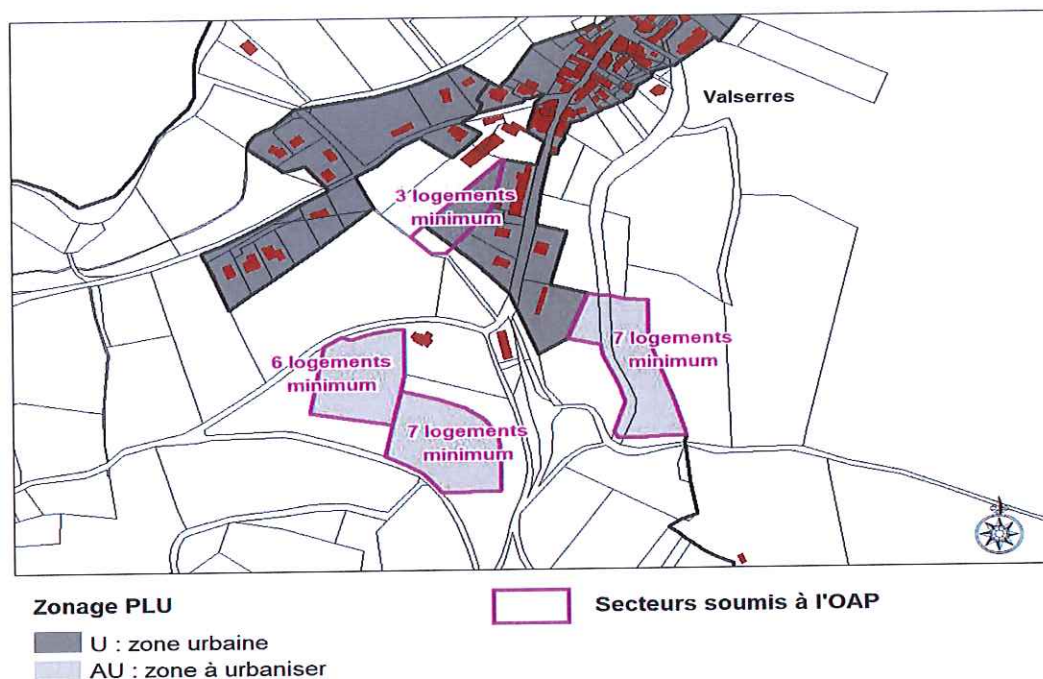 Valserres
3 logements
minimum
7 logements
minimum
6 logements
minimum
7 logements
minimum
Zonage PLU
U : zone urbaine
AU : zone à urbaniser
Secteurs soumis à l'OAP